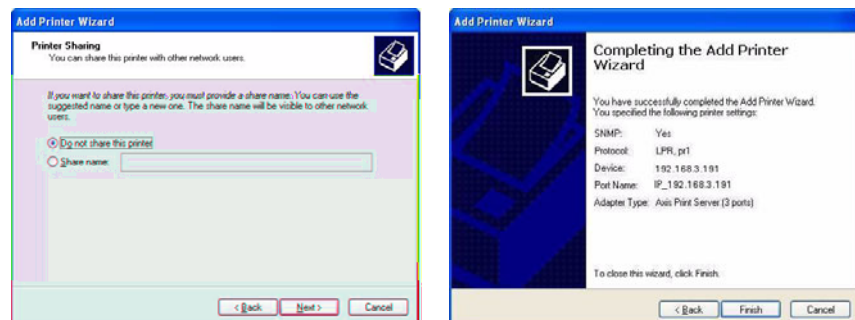 Add Printer Wizard
Printer Sharing
You can share this printer with other network users.
If you want to share this printer, you must provide a share name. You can use the
suggested name or type a new one. The share name will be visible to other network
users.
Do not share this printer
Share name:
< Back
Next >
Cancel
Add Printer Wizard
Completing the Add Printer
Wizard
You have successfully completed the Add Printer Wizard.
You specified the following printer settings:
SNMP: Yes
Protocol: LPR, pr1
Device: 192.168.3.191
Port Name: IP_192.168.3.191
Adapter Type: Axis Print Server.(3 ports)
To close this wizard, click Finish.
< Back
Finish
Cancel